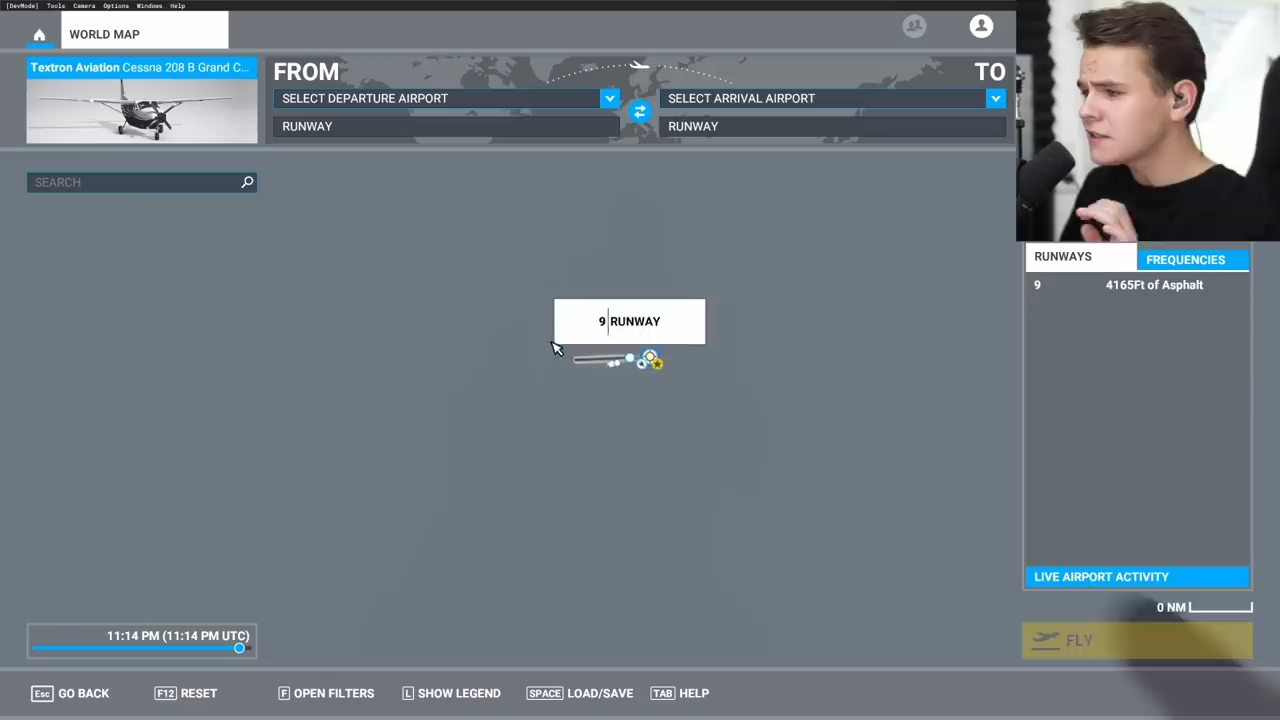 [DevMode] Tools Camera Options Windows Help
WORLD MAP
Textron Aviation Cessna 208 B Grand C...
FROM
TO
SELECT DEPARTURE AIRPORT
SELECT ARRIVAL AIRPORT
RUNWAY
RUNWAY
SEARCH
RUNWAYS
FREQUENCIES
9 4165Ft of Asphalt
9 RUNWAY
LIVE AIRPORT ACTIVITY
0 NM
11:14 PM (11:14 PM UTC)
FLY
Esc GO BACK
F12 RESET
F OPEN FILTERS
L SHOW LEGEND
SPACE LOAD/SAVE
TAB HELP